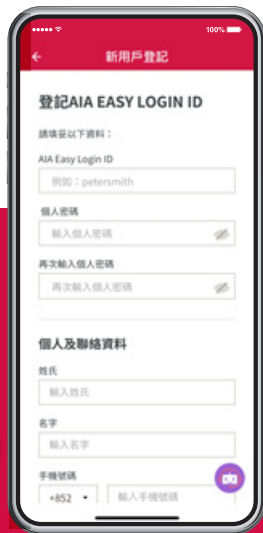 100%
新用戶登記
登記AIA EASY LOGIN ID
請填妥以下資料：
AIA Easy Login ID
例如：petersmith
個人密碼
輸入個人密碼
再次輸入個人密碼
再次輸入個人密碼
個人及聯絡資料
姓氏
輸入姓氏
名字
輸入名字
手機號碼
+852 輸入手機號碼